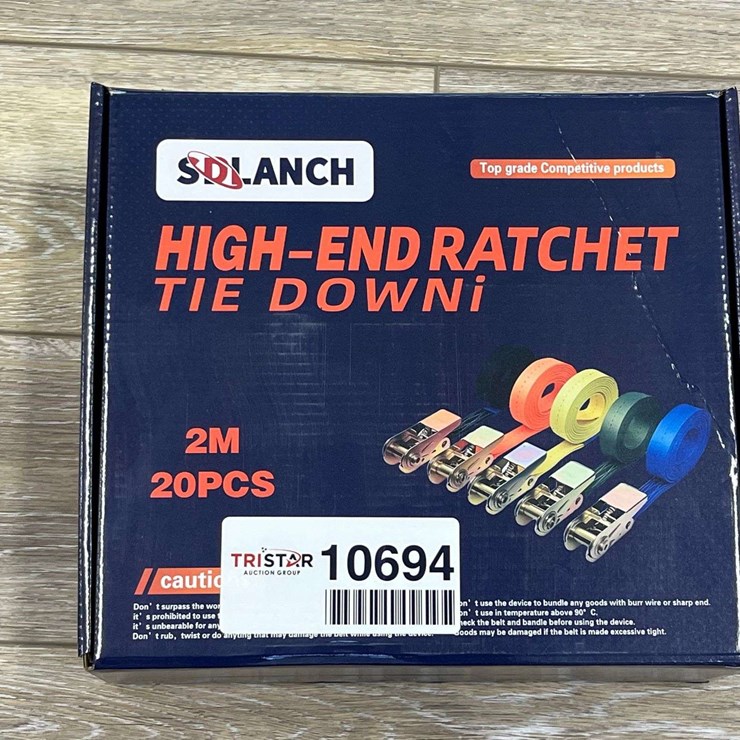 SDLANCH
Top grade Competitive products
HIGH-END RATCHET
TIE DOWNi
2M
20PCS
TRISTAR
AUCTION GROUP
10694
// cautio
Don't surpass the
it's prohibited to use
it's unbearable for any
Don't rub, twist or do anything that may damage the belt while using the device.
use the device to bundle any goods with burr wire or sharp end.
use in temperature above 90° C.
the belt and bandle before using the device.
Goods may be damaged if the belt is made excessive tight.